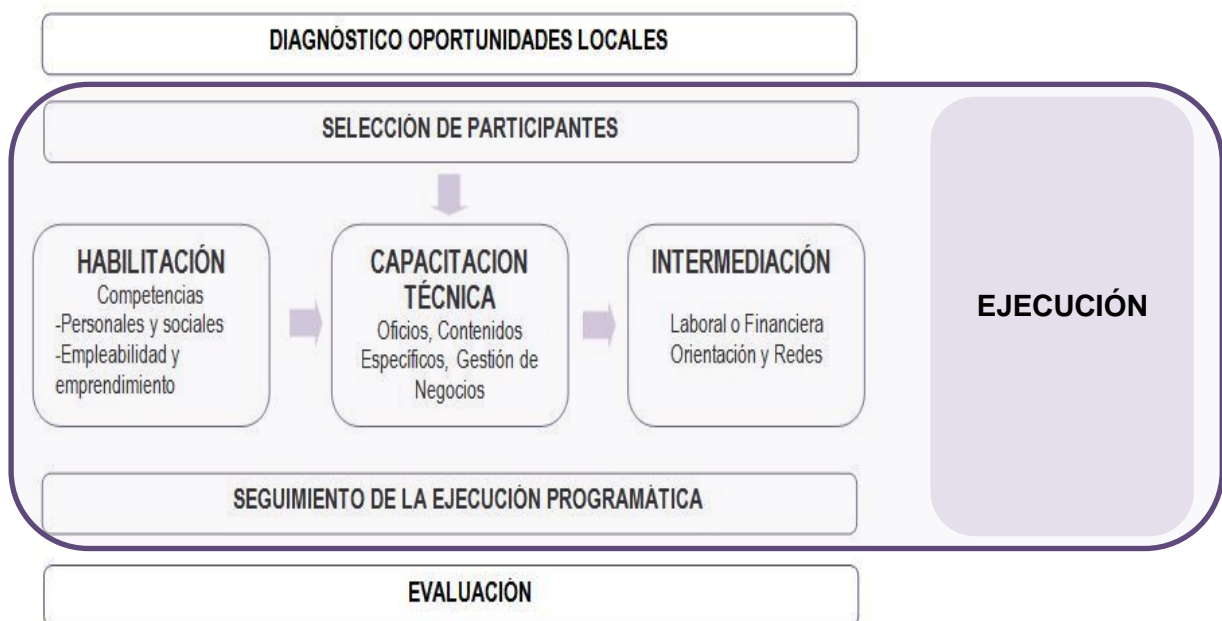 DIAGNÓSTICO OPORTUNIDADES LOCALES
SELECCIÓN DE PARTICIPANTES
HABILITACIÓN
Competencias
-Personales y sociales
-Empleabilidad y
emprendimiento
CAPACITACION
TÉCNICA
Oficios, Contenidos
Específicos, Gestión de
Negocios
INTERMEDIACIÓN
Laboral o Financiera
Orientación y Redes
EJECUCIÓN
SEGUIMIENTO DE LA EJECUCIÓN PROGRAMÁTICA
EVALUACIÓN